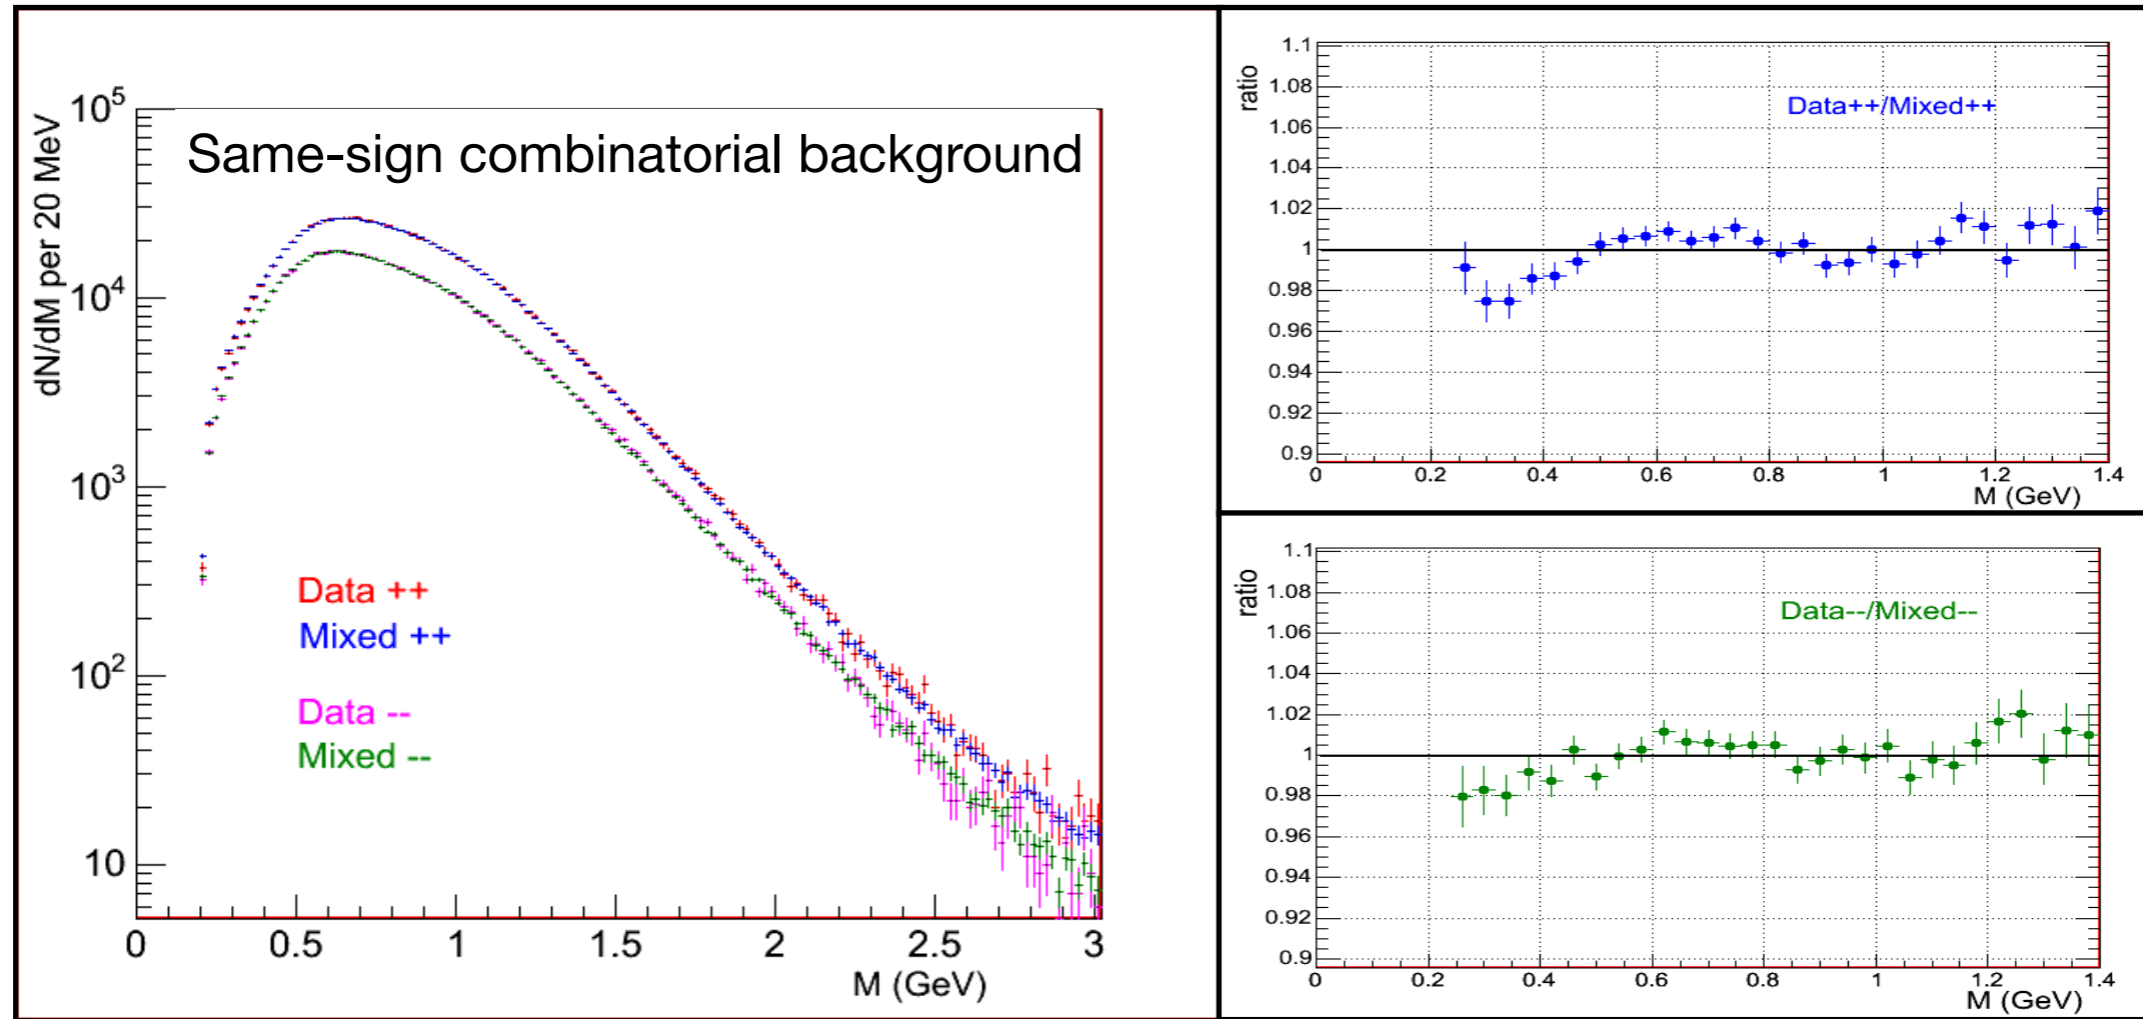 Same-sign combinatorial background
dN/dM per 20 MeV
10^5
10^4
10^3
10^2
10
Data ++
Mixed ++
Data --
Mixed --
0 0.5 1 1.5 2 2.5 3
M (GeV)
ratio
1.1
1.08
1.06
1.04
1.02
1
0.98
0.96
0.94
0.92
0.9
Data++/Mixed++
0 0.2 0.4 0.6 0.8 1 1.2 1.4
M (GeV)
ratio
1.1
1.08
1.06
1.04
1.02
1
0.98
0.96
0.94
0.92
0.9
Data--/Mixed--
0 0.2 0.4 0.6 0.8 1 1.2 1.4
M (GeV)